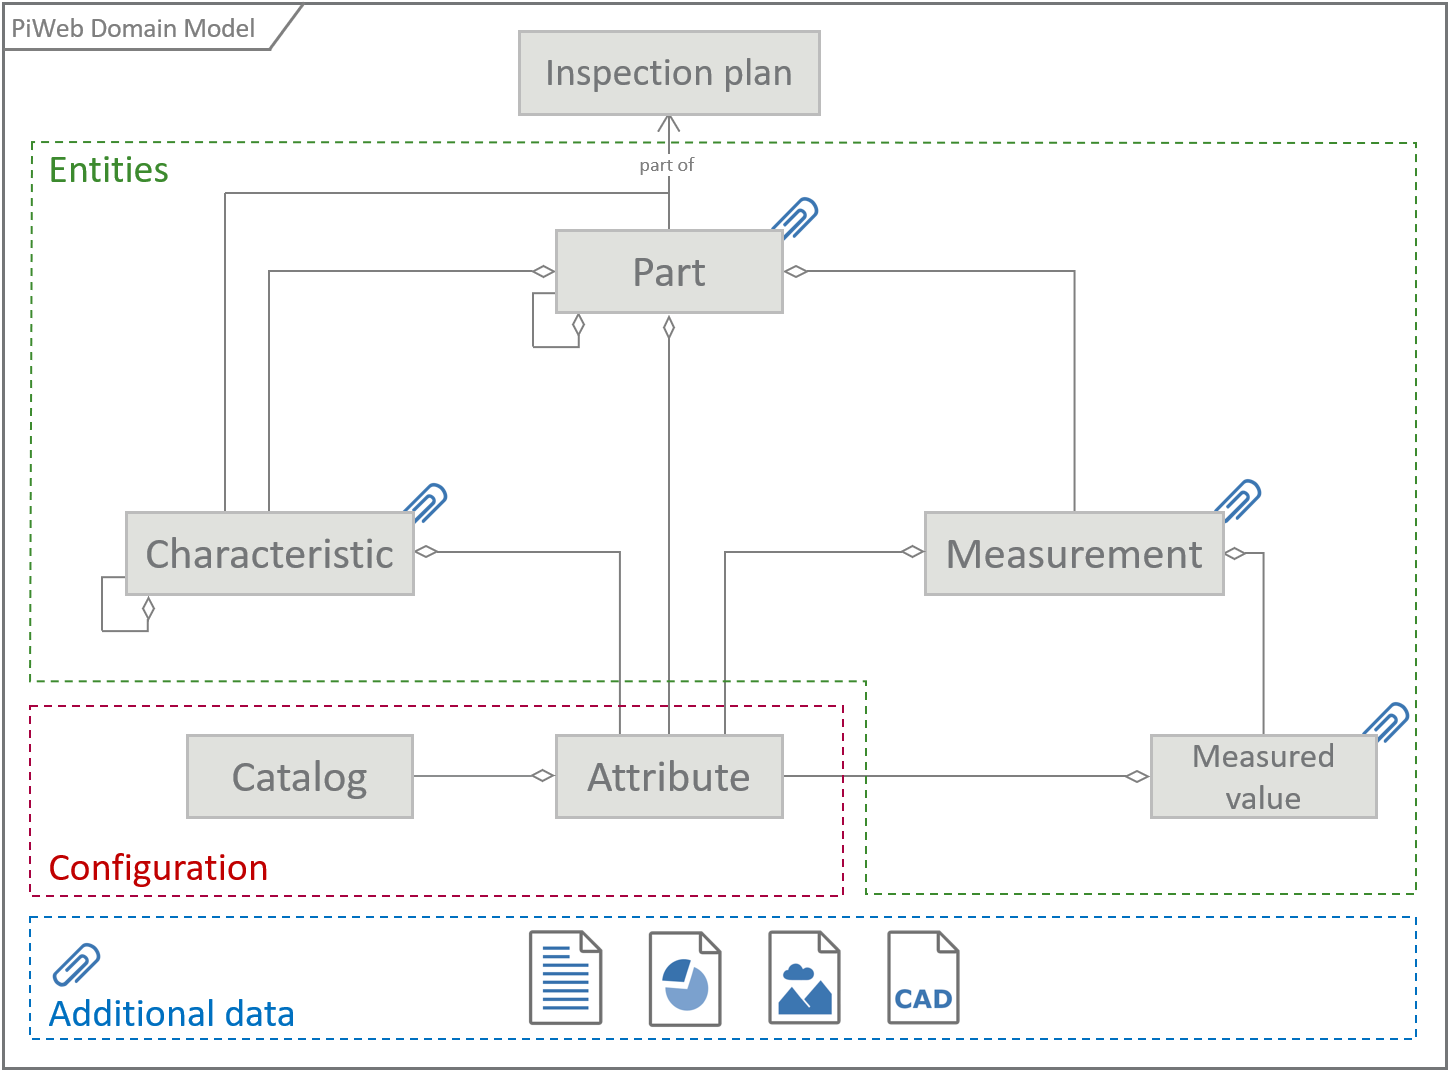 PiWeb Domain Model
Inspection plan
part of
Entities
Part
Characteristic
Measurement
Catalog
Attribute
Measured
value
Configuration
Additional data
CAD